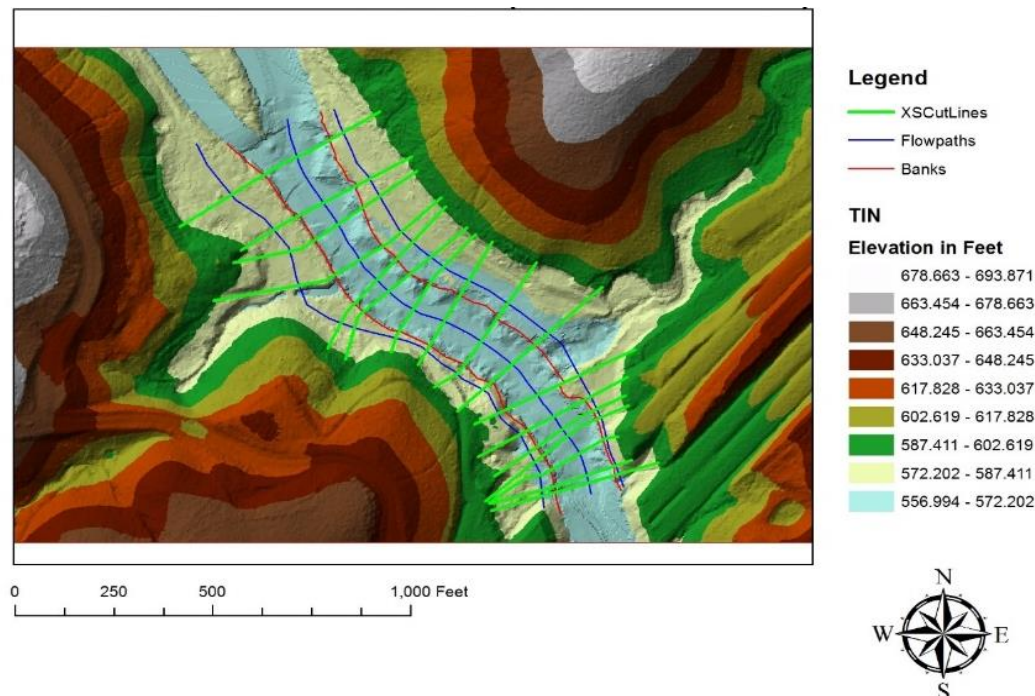 Legend
XSCutLines
Flowpaths
Banks
TIN
Elevation in Feet
678.663 - 693.871
663.454 - 678.663
648.245 - 663.454
633.037 - 648.245
617.828 - 633.037
602.619 - 617.828
587.411 - 602.619
572.202 - 587.411
556.994 - 572.202
0 250 500 1,000 Feet
N
W E
S